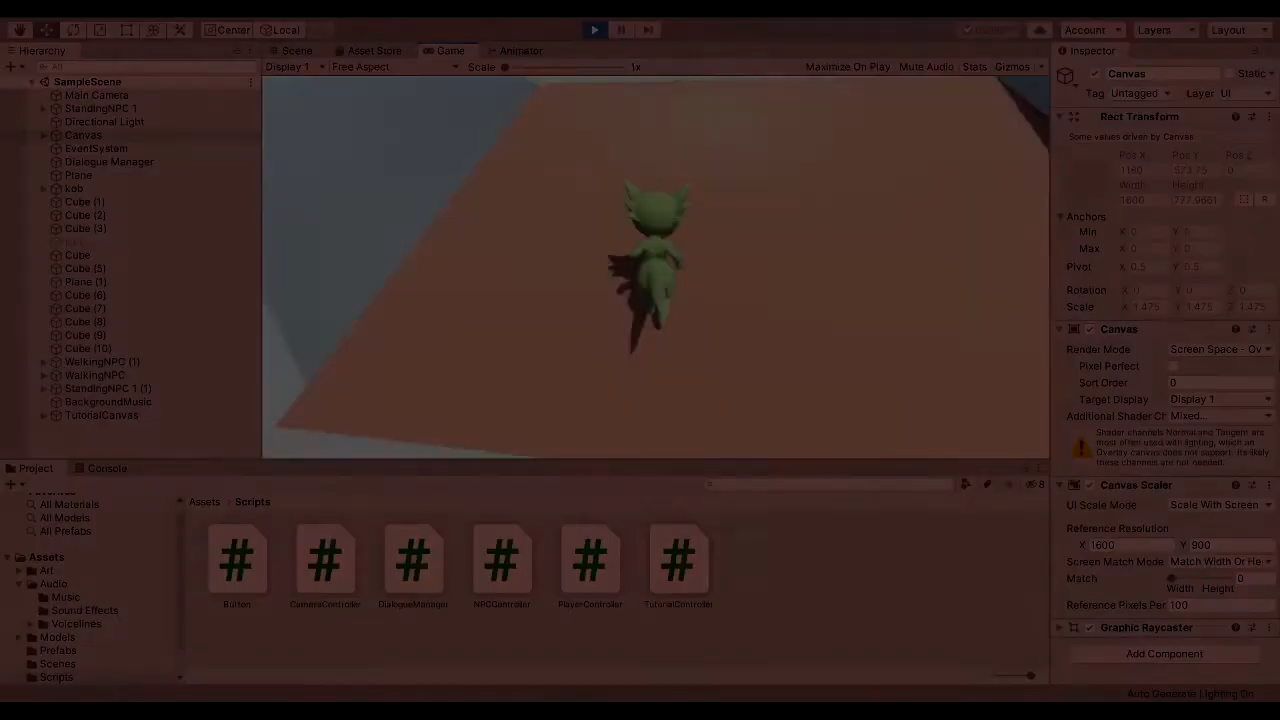 Center
Local
Account
Layers
Layout
Hierarchy
Scene
Asset Store
Game
Animator
Inspector
All
Display 1
Free Aspect
Scale
1x
Maximize On Play
Mute Audio
Stats
Gizmos
Canvas
Static
Tag Untagged
Layer UI
SampleScene
Main Camera
StandingNPC 1
Directional Light
Canvas
EventSystem
Dialogue Manager
Plane
kob
Cube (1)
Cube (2)
Cube (3)
Cube
Cube (5)
Plane (1)
Cube (6)
Cube (7)
Cube (8)
Cube (9)
Cube (10)
WalkingNPC (1)
WalkingNPC
StandingNPC 1 (1)
BackgroundMusic
TutorialCanvas
Rect Transform
Some values driven by Canvas
Pos X Pos Y Pos Z
1180 573.75 0
Width Height
1600 777.9661
R
Anchors
Min X 0 Y 0
Max X 0 Y 0
Pivot X 0.5 Y 0.5
Rotation X 0 Y 0 Z 0
Scale X 1.475 Y 1.475 Z 1.475
Canvas
Render Mode Screen Space - Ov
Pixel Perfect
Sort Order 0
Target Display Display 1
Additional Shader Ch Mixed...
Shader channels Normal and Tangent are
most often used with lighting, which an
Overlay canvas does not support. Its likely
these channels are not needed.
Canvas Scaler
UI Scale Mode Scale With Screen
Reference Resolution
X 1600 Y 900
Screen Match Mode Match Width Or He
Match 0
Width Height
Reference Pixels Per 100
Graphic Raycaster
Add Component
Project
Console
8
Favorites
All Materials
All Models
All Prefabs
Assets
Art
Audio
Music
Sound Effects
Voicelines
Models
Prefabs
Scenes
Scripts
Assets Scripts
# # # # # #
Button CameraController DialogueManager NPCController PlayerController TutorialController
Auto Generate Lighting On